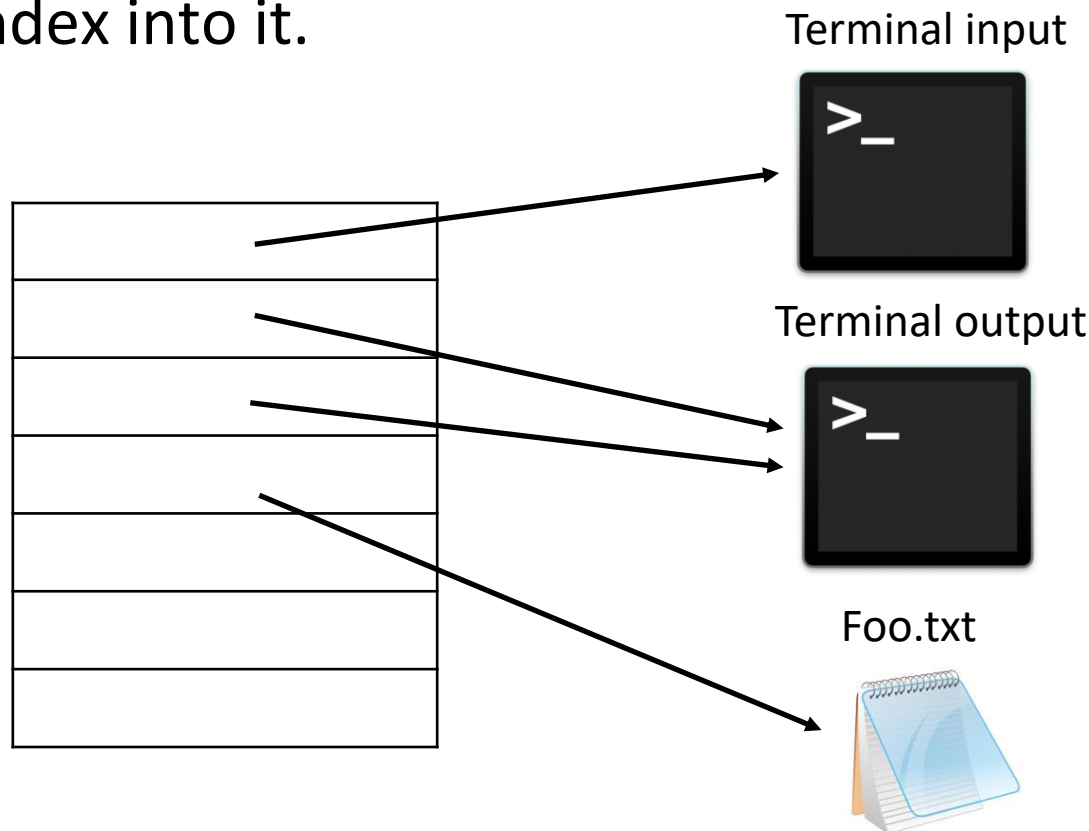 ndex into it.
Terminal input
>_
Terminal output
>_
Foo.txt